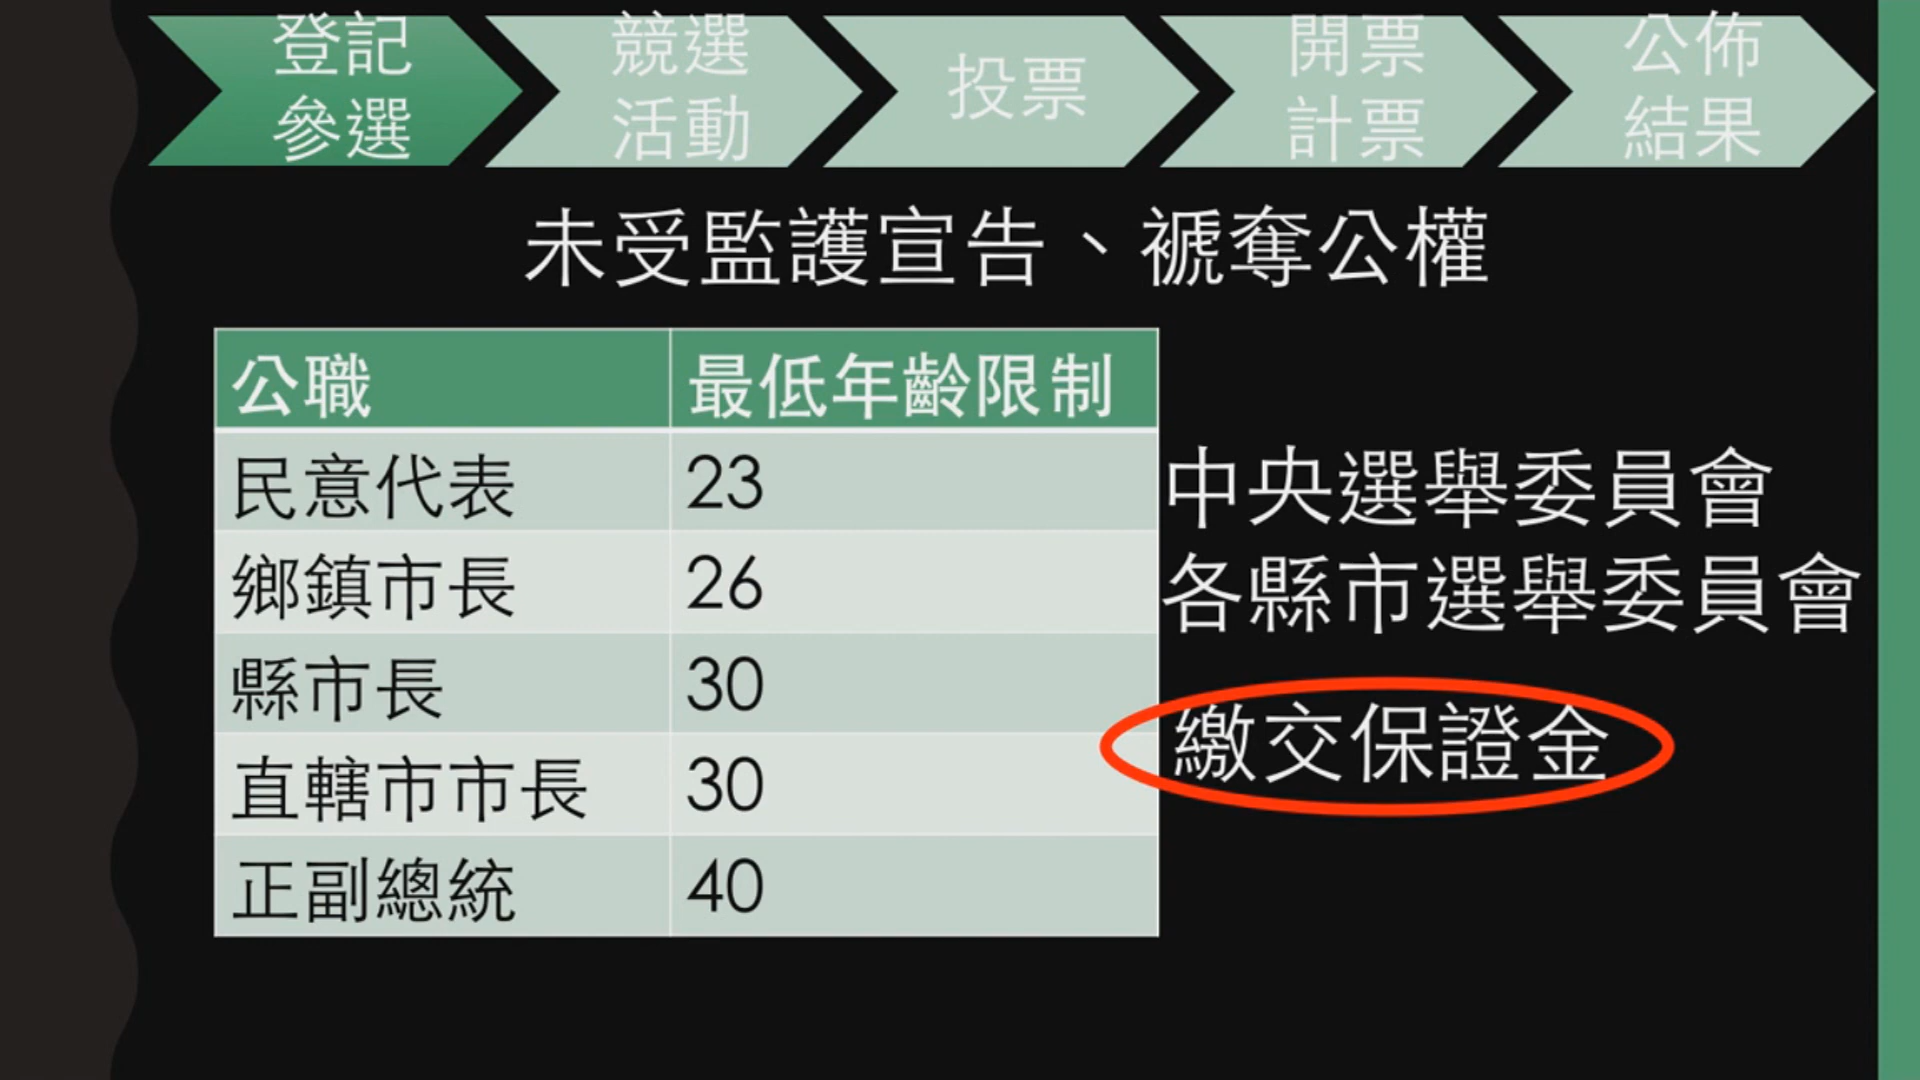 登記
參選
競選
活動
投票
開票
計票
公佈
結果
未受監護宣告、褫奪公權
公職 最低年齡限制
民意代表 23
鄉鎮市長 26
縣市長 30
直轄市市長 30
正副總統 40
中央選舉委員會
各縣市選舉委員會
繳交保證金